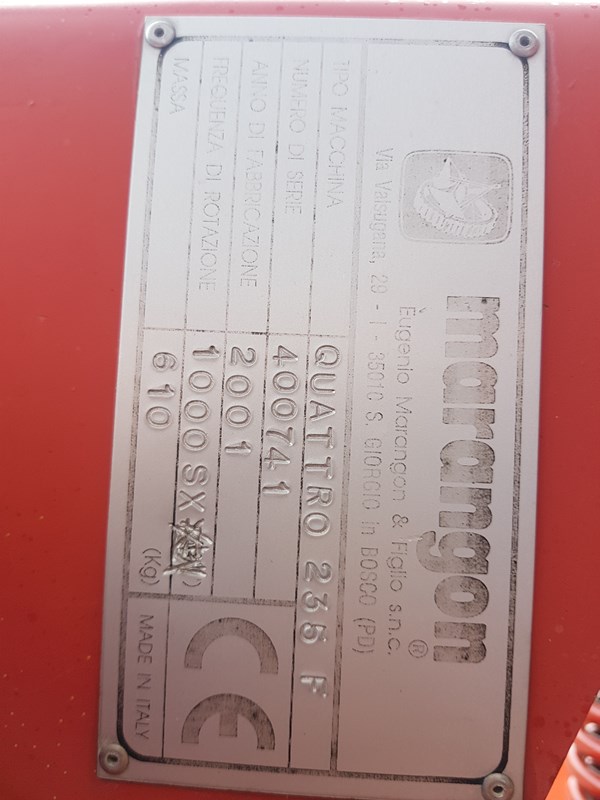 marangon ®
Eugenio Marangon & Figlio s.n.c.
Via Valsugana, 29 - I - 35010 S. GIORGIO in BOSCO (PD)
TIPO MACCHINA QUATTRO 235 F
NUMERO DI SERIE 400741
ANNO DI FABBRICAZIONE 2001
FREQUENZA DI ROTAZIONE 1000 SX
MASSA 610 (Kg)
CE
MADE IN ITALY